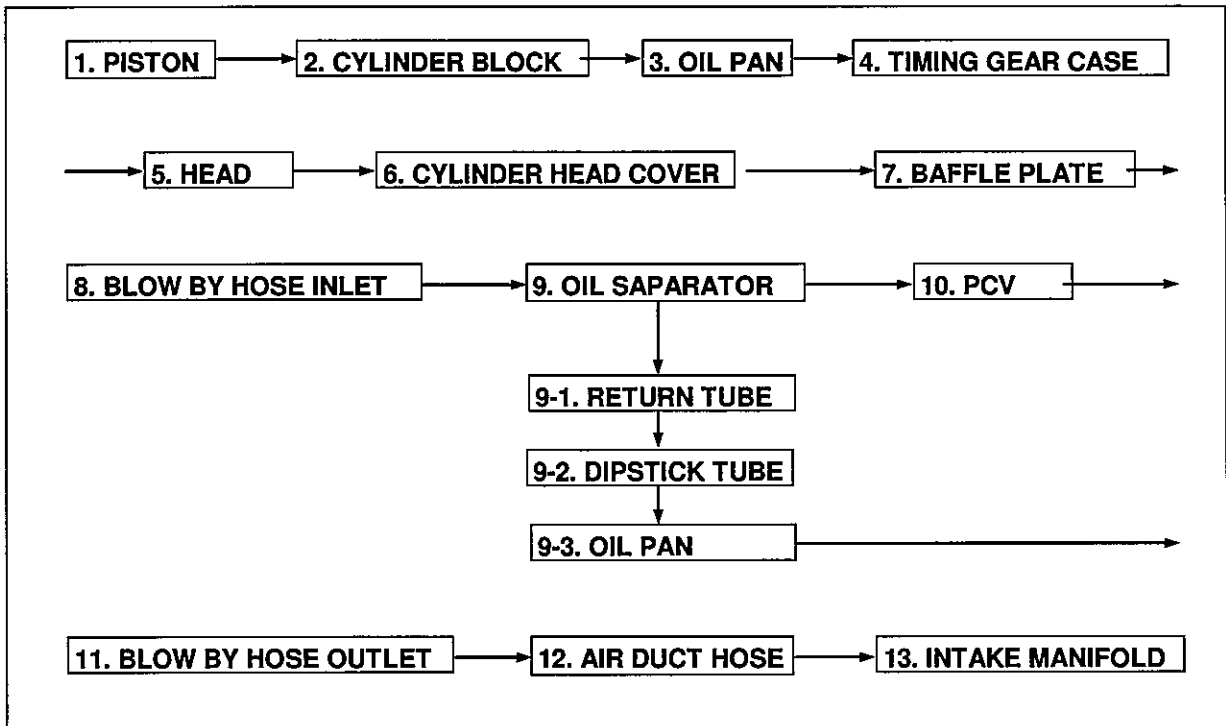 1. PISTON
2. CYLINDER BLOCK
3. OIL PAN
4. TIMING GEAR CASE
5. HEAD
6. CYLINDER HEAD COVER
7. BAFFLE PLATE
8. BLOW BY HOSE INLET
9. OIL SAPARATOR
10. PCV
9-1. RETURN TUBE
9-2. DIPSTICK TUBE
9-3. OIL PAN
11. BLOW BY HOSE OUTLET
12. AIR DUCT HOSE
13. INTAKE MANIFOLD